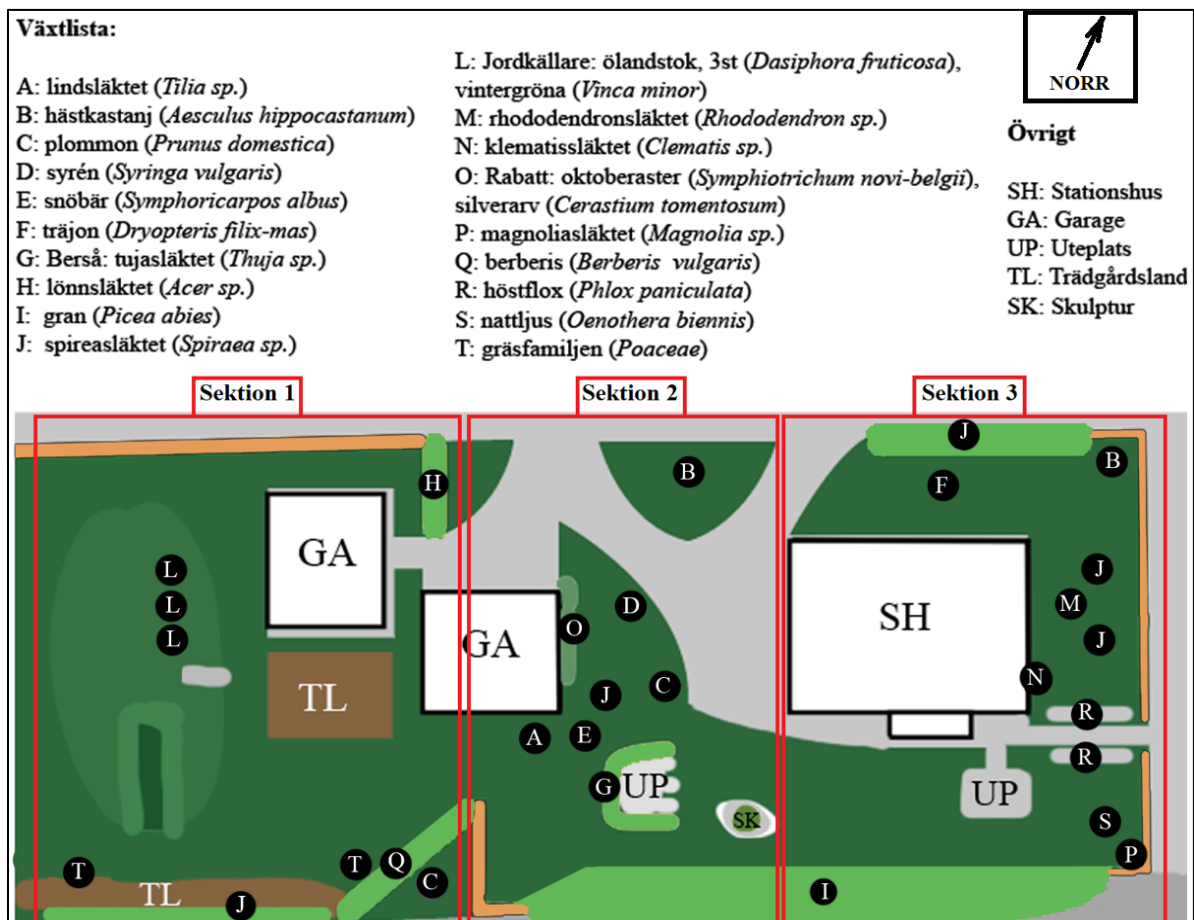 Växtlista:
A: lindsläktet (Tilia sp.)
B: hästkastanj (Aesculus hippocastanum)
C: plommon (Prunus domestica)
D: syrén (Syringa vulgaris)
E: snöbär (Symphoricarpos albus)
F: träjon (Dryopteris filix-mas)
G: Berså: tujasläktet (Thuja sp.)
H: lönnsläktet (Acer sp.)
I: gran (Picea abies)
J: spireasläktet (Spiraea sp.)
L: Jordkällare: ölandstok, 3st (Dasiphora fruticosa),
vintergröna (Vinca minor)
M: rhododendronsläktet (Rhododendron sp.)
N: klematissläktet (Clematis sp.)
O: Rabatt: oktoberaster (Symphiotrichum novi-belgii),
silverarv (Cerastium tomentosum)
P: magnoliasläktet (Magnolia sp.)
Q: berberis (Berberis vulgaris)
R: höstflox (Phlox paniculata)
S: nattljus (Oenothera biennis)
T: gräsfamiljen (Poaceae)
NORR
Övrigt
SH: Stationshus
GA: Garage
UP: Uteplats
TL: Trädgårdsland
SK: Skulptur
Sektion 1
Sektion 2
Sektion 3
H
GA
L
L
L
TL
GA
T
TL
J
T
Q
C
B
D
O
J
C
A
E
G
UP
SK
J
B
F
SH
J
M
J
N
R
R
UP
S
P
I